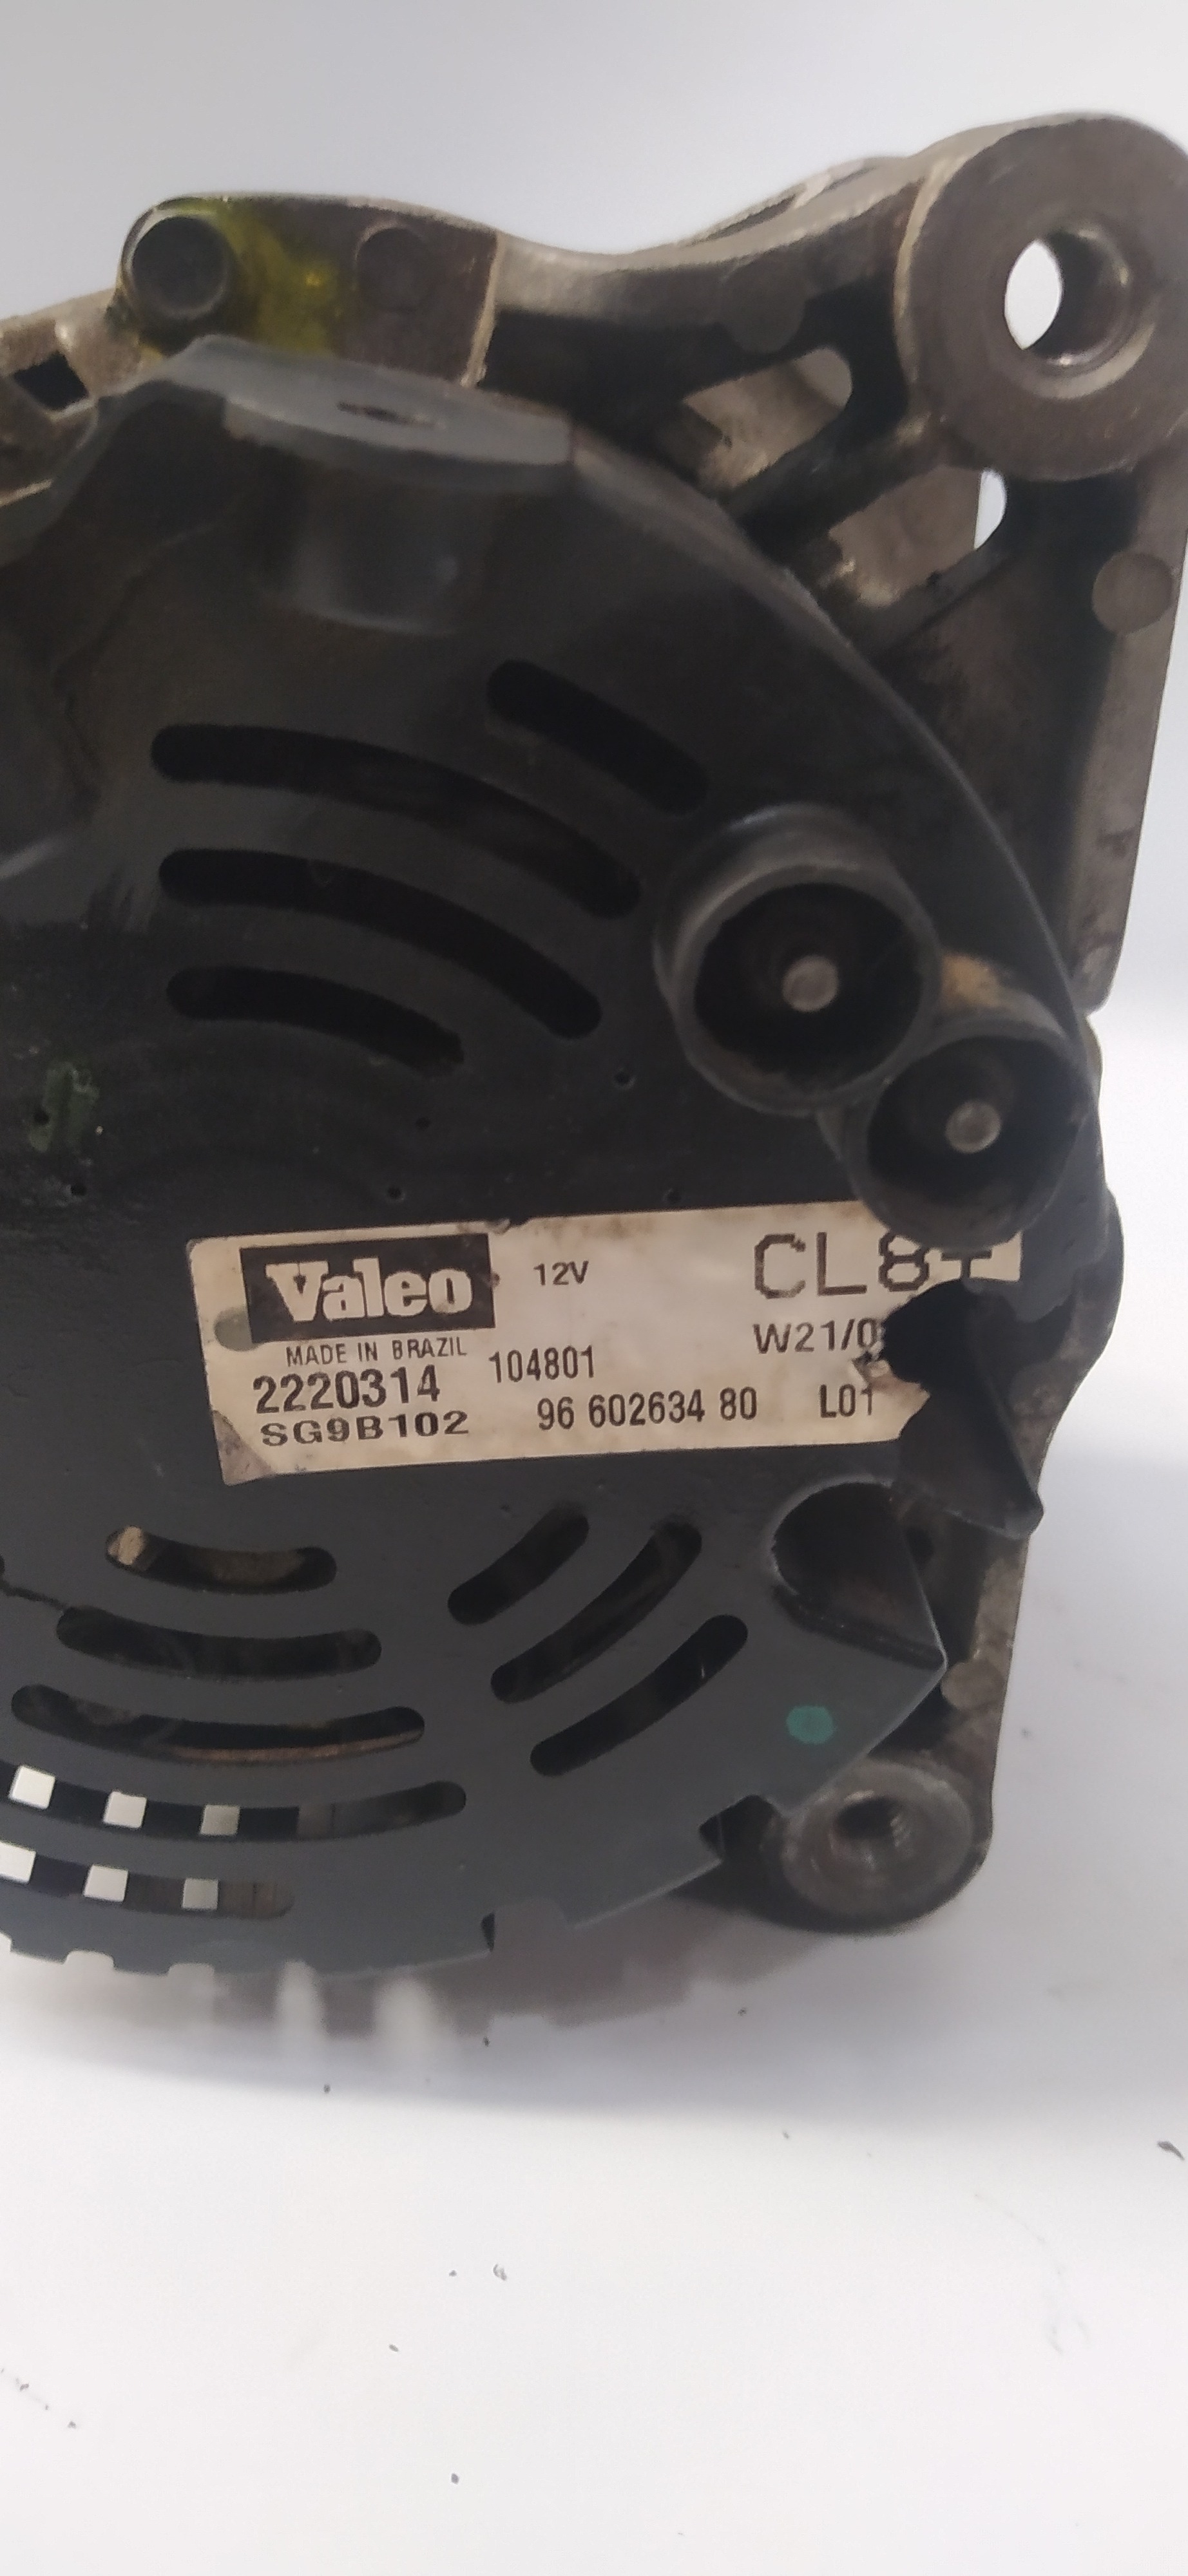 Valeo 12V CL8
MADE IN BRAZIL 104801 W21/0
2220314
SG9B102 96 602634 80 L01